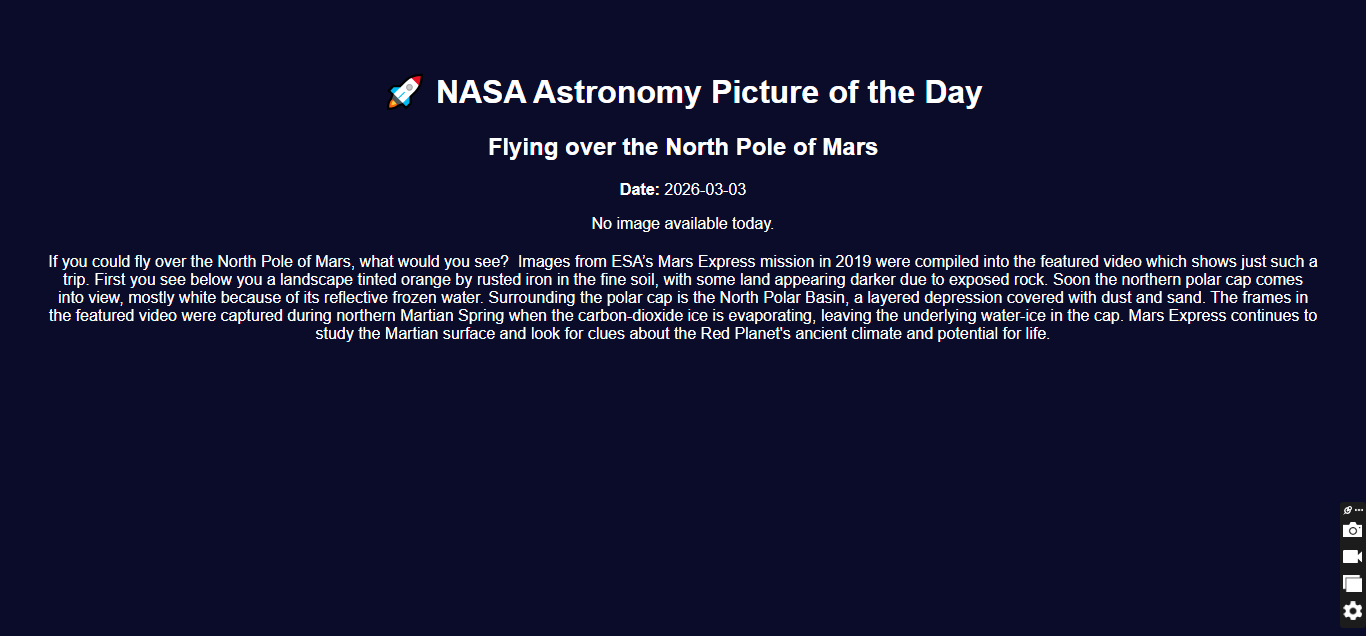 🚀 NASA Astronomy Picture of the Day
Flying over the North Pole of Mars
Date: 2026-03-03
No image available today.
If you could fly over the North Pole of Mars, what would you see?  Images from ESA's Mars Express mission in 2019 were compiled into the featured video which shows just such a
trip. First you see below you a landscape tinted orange by rusted iron in the fine soil, with some land appearing darker due to exposed rock. Soon the northern polar cap comes
into view, mostly white because of its reflective frozen water. Surrounding the polar cap is the North Polar Basin, a layered depression covered with dust and sand. The frames in
the featured video were captured during northern Martian Spring when the carbon-dioxide ice is evaporating, leaving the underlying water-ice in the cap. Mars Express continues to
study the Martian surface and look for clues about the Red Planet's ancient climate and potential for life.